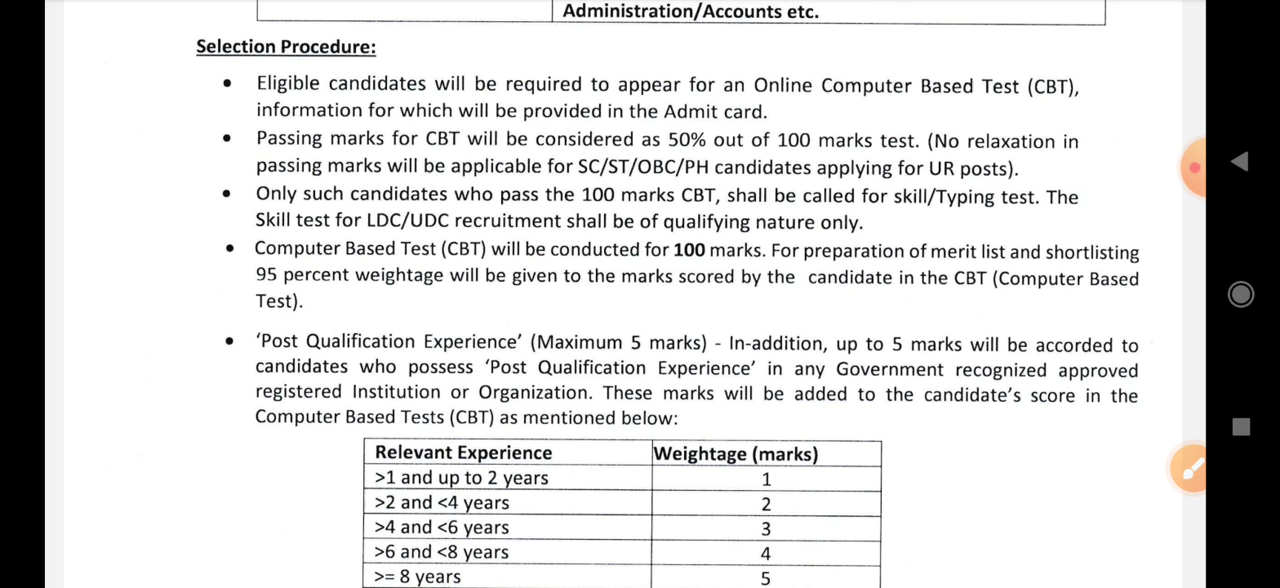 Administration/Accounts etc.
Selection Procedure:
• Eligible candidates will be required to appear for an Online Computer Based Test (CBT),
information for which will be provided in the Admit card.
• Passing marks for CBT will be considered as 50% out of 100 marks test. (No relaxation in
passing marks will be applicable for SC/ST/OBC/PH candidates applying for UR posts).
• Only such candidates who pass the 100 marks CBT, shall be called for skill/Typing test. The
Skill test for LDC/UDC recruitment shall be of qualifying nature only.
• Computer Based Test (CBT) will be conducted for 100 marks. For preparation of merit list and shortlisting
95 percent weightage will be given to the marks scored by the candidate in the CBT (Computer Based
Test).
• 'Post Qualification Experience' (Maximum 5 marks) - In-addition, up to 5 marks will be accorded to
candidates who possess 'Post Qualification Experience' in any Government recognized approved
registered Institution or Organization. These marks will be added to the candidate's score in the
Computer Based Tests (CBT) as mentioned below:
Relevant Experience Weightage (marks)
>1 and up to 2 years 1
>2 and <4 years 2
>4 and <6 years 3
>6 and <8 years 4
>= 8 years 5